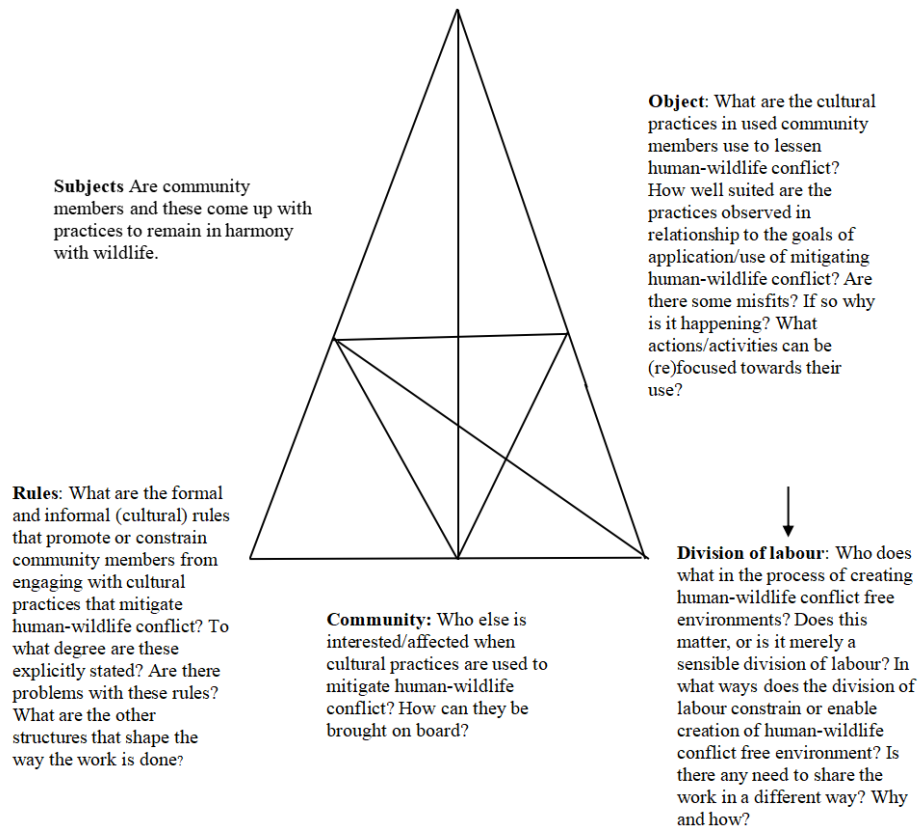 Subjects Are community
members and these come up with
practices to remain in harmony
with wildlife.
Object: What are the cultural
practices in used community
members use to lessen
human-wildlife conflict?
How well suited are the
practices observed in
relationship to the goals of
application/use of mitigating
human-wildlife conflict? Are
there some misfits? If so why
is it happening? What
actions/activities can be
(re)focused towards their
use?
Rules: What are the formal
and informal (cultural) rules
that promote or constrain
community members from
engaging with cultural
practices that mitigate
human-wildlife conflict? To
what degree are these
explicitly stated? Are there
problems with these rules?
What are the other
structures that shape the
way the work is done?
Community: Who else is
interested/affected when
cultural practices are used to
mitigate human-wildlife
conflict? How can they be
brought on board?
Division of labour: Who does
what in the process of creating
human-wildlife conflict free
environments? Does this
matter, or is it merely a
sensible division of labour? In
what ways does the division of
labour constrain or enable
creation of human-wildlife
conflict free environment? Is
there any need to share the
work in a different way? Why
and how?